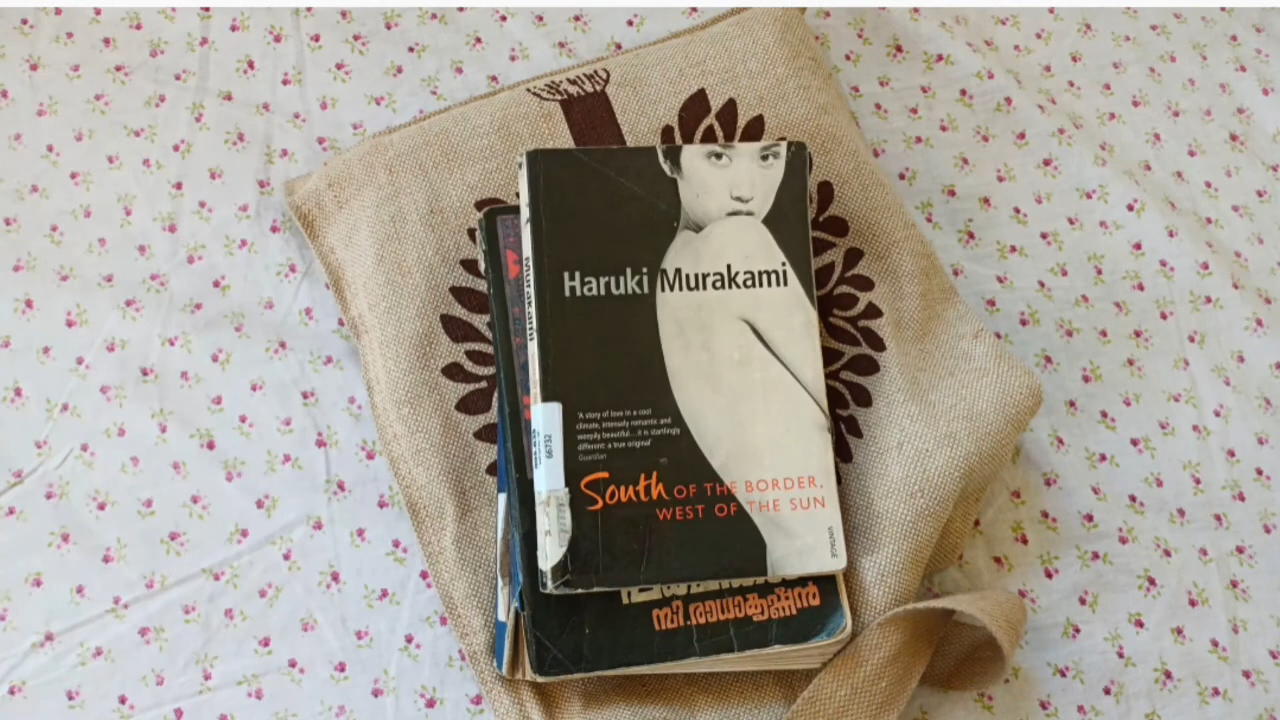 Haruki Murakami
'A story of love in a cool
climate, intensely romantic and
weepily beautiful... it is startlingly
different: a true original'
Guardian
South OF THE BORDER,
WEST OF THE SUN
VINTAGE
Murakami
66732
സി.രാധാകൃഷ്ണൻ